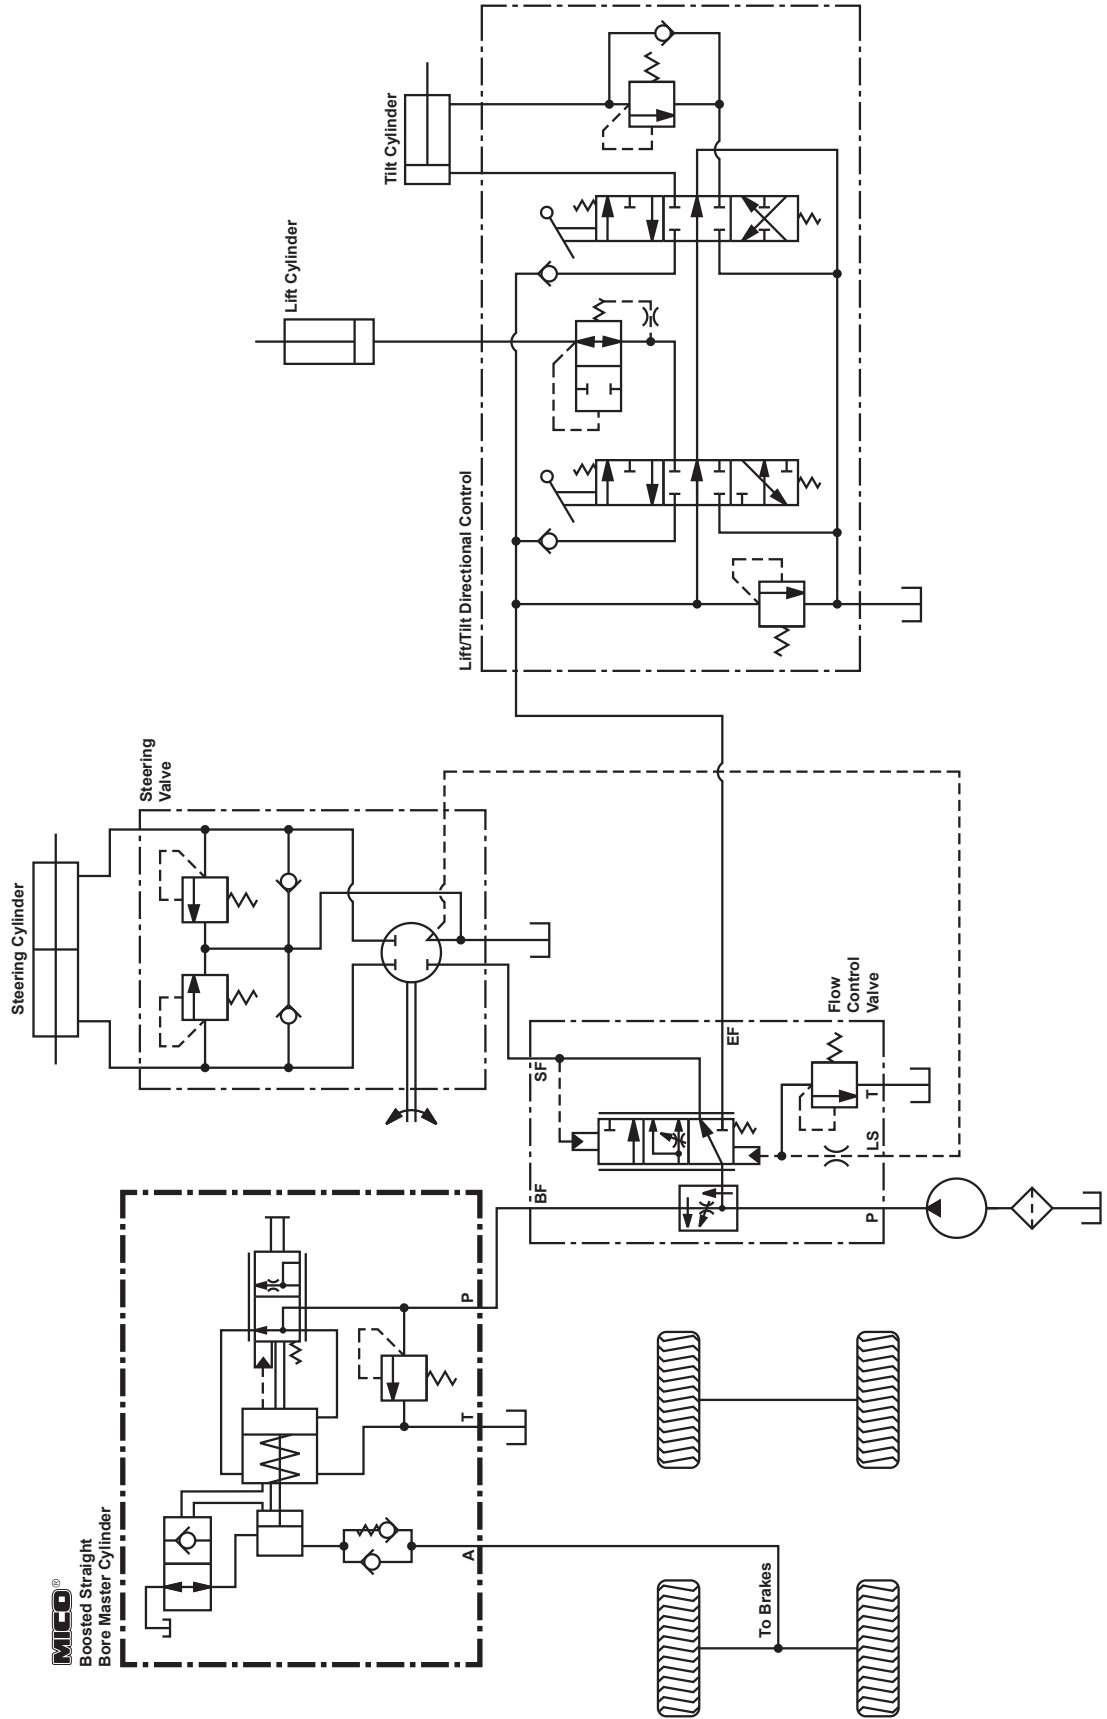 MICO®
Boosted Straight
Bore Master Cylinder
A
T
P
To Brakes
Steering Cylinder
Steering
Valve
BF
SF
EF
P
LS
T
Flow
Control
Valve
Lift/Tilt Directional Control
Lift Cylinder
Tilt Cylinder